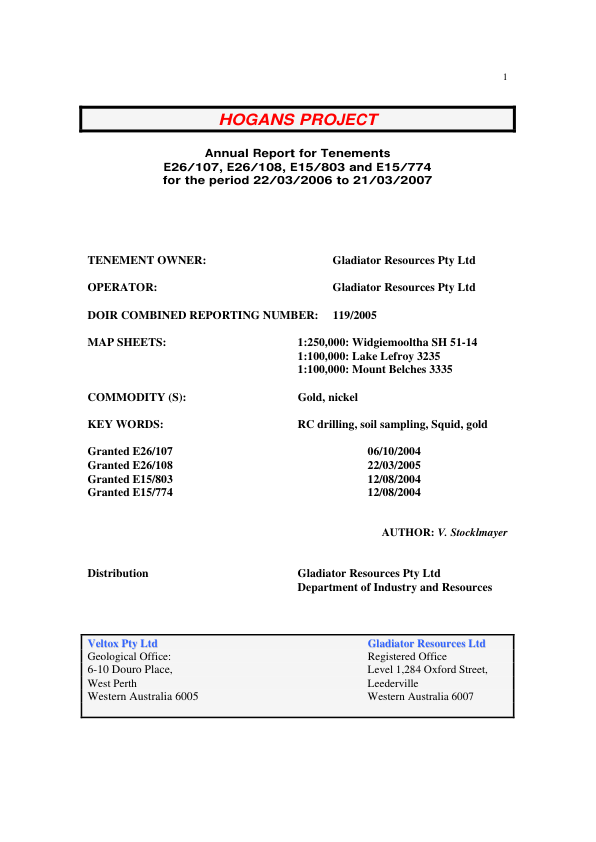 1
HOGANS PROJECT
Annual Report for Tenements
E26/107, E26/108, E15/803 and E15/774
for the period 22/03/2006 to 21/03/2007
TENEMENT OWNER: Gladiator Resources Pty Ltd
OPERATOR: Gladiator Resources Pty Ltd
DOIR COMBINED REPORTING NUMBER: 119/2005
MAP SHEETS: 1:250,000: Widgiemooltha SH 51-14
1:100,000: Lake Lefroy 3235
1:100,000: Mount Belches 3335
COMMODITY (S): Gold, nickel
KEY WORDS: RC drilling, soil sampling, Squid, gold
Granted E26/107 06/10/2004
Granted E26/108 22/03/2005
Granted E15/803 12/08/2004
Granted E15/774 12/08/2004
AUTHOR: V. Stocklmayer
Distribution Gladiator Resources Pty Ltd
Department of Industry and Resources
Veltox Pty Ltd Gladiator Resources Ltd
Geological Office: Registered Office
6-10 Douro Place, Level 1,284 Oxford Street,
West Perth Leederville
Western Australia 6005 Western Australia 6007